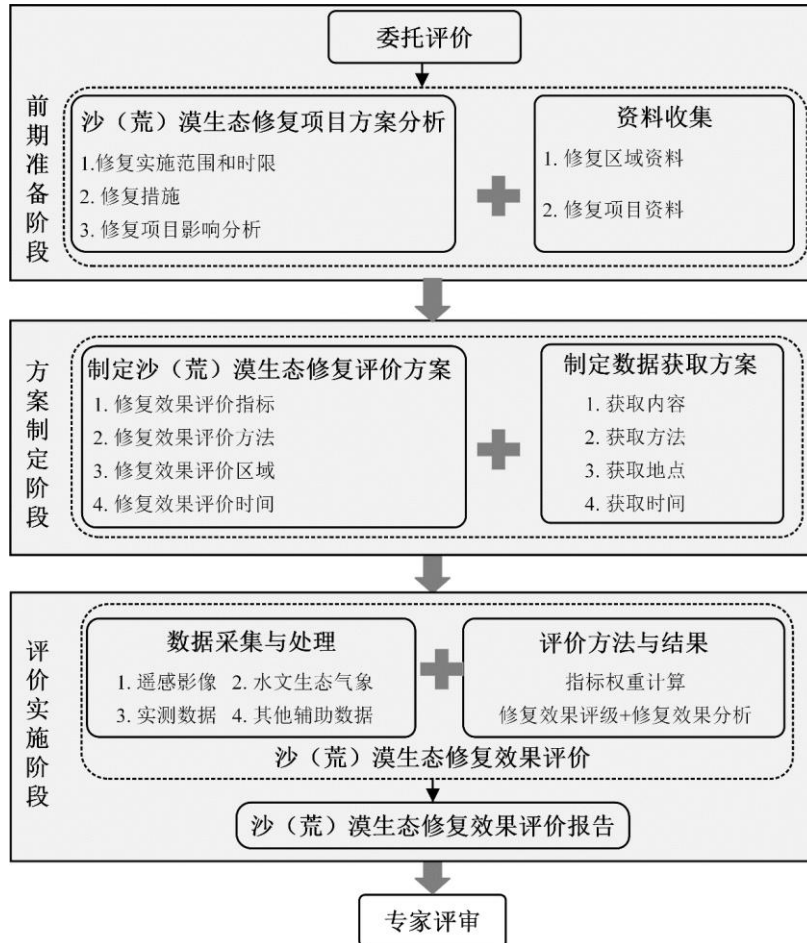 委托评价
前期准备阶段
沙（荒）漠生态修复项目方案分析
1.修复实施范围和时限
2. 修复措施
3. 修复项目影响分析
资料收集
1. 修复区域资料
2. 修复项目资料
方案制定阶段
制定沙（荒）漠生态修复评价方案
1. 修复效果评价指标
2. 修复效果评价方法
3. 修复效果评价区域
4. 修复效果评价时间
制定数据获取方案
1. 获取内容
2. 获取方法
3. 获取地点
4. 获取时间
评价实施阶段
数据采集与处理
1. 遥感影像 2. 水文生态气象
3. 实测数据 4. 其他辅助数据
评价方法与结果
指标权重计算
修复效果评级+修复效果分析
沙（荒）漠生态修复效果评价
沙（荒）漠生态修复效果评价报告
专家评审